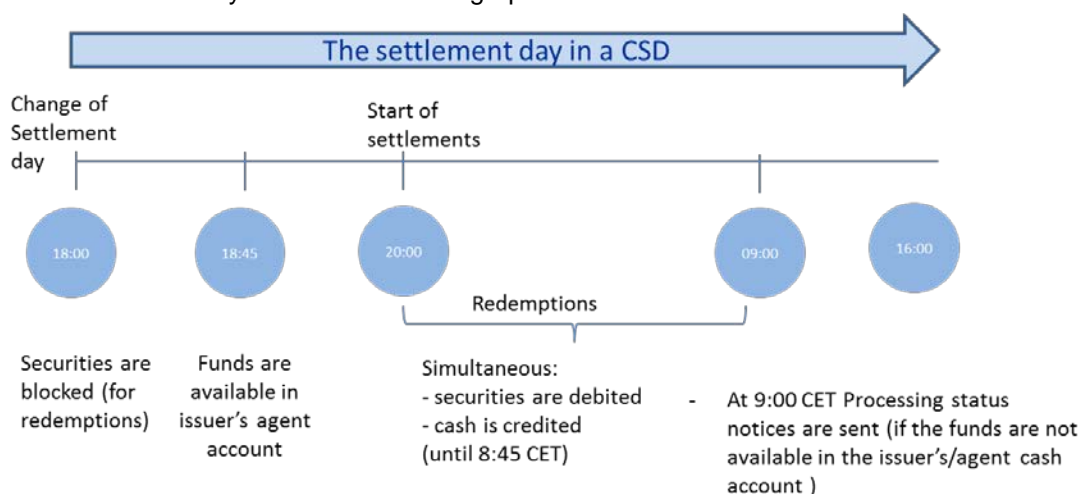 The settlement day in a CSD
Change of
Settlement
day
Start of
settlements
18:00
18:45
20:00
09:00
16:00
Redemptions
Securities are
blocked (for
redemptions)
Funds are
available in
issuer's agent
account
Simultaneous:
- securities are debited
- cash is credited
(until 8:45 CET)
- At 9:00 CET Processing status
notices are sent (if the funds are not
available in the issuer's/agent cash
account )